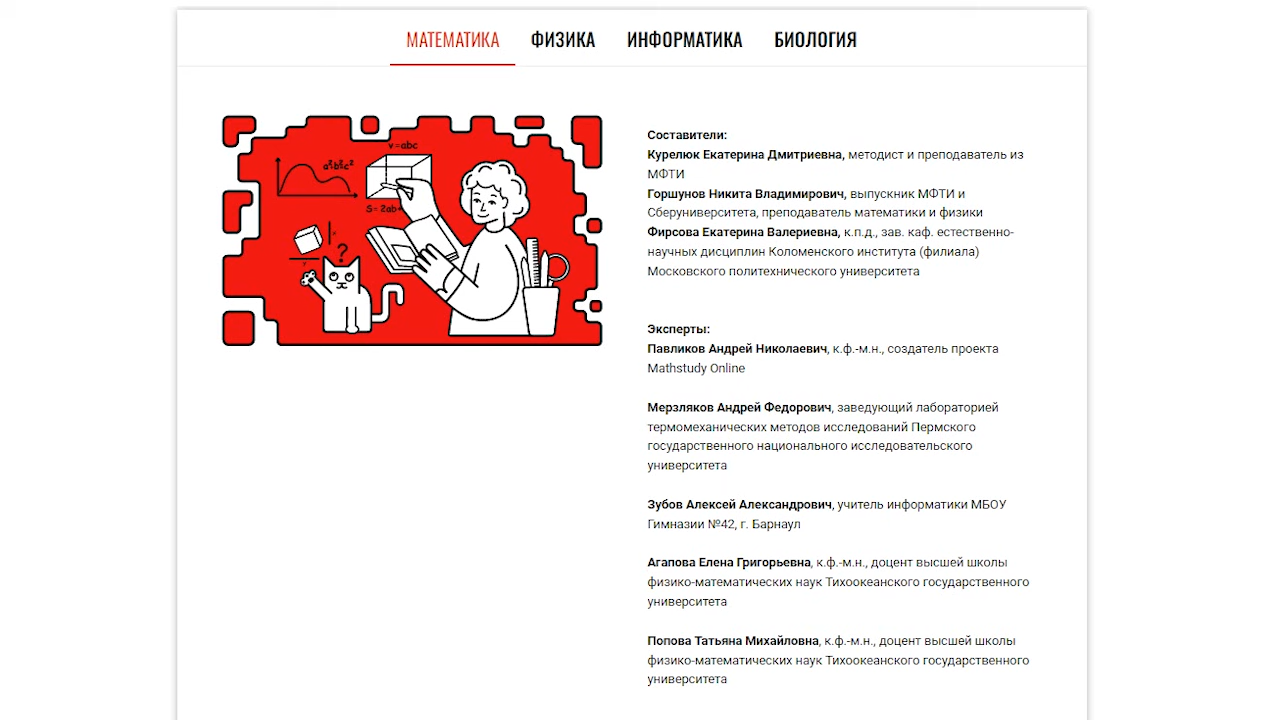 МАТЕМАТИКА ФИЗИКА ИНФОРМАТИКА БИОЛОГИЯ
v=abc
S=2ab+
?
Составители:
Курелюк Екатерина Дмитриевна, методист и преподаватель из
МФТИ
Горшунов Никита Владимирович, выпускник МФТИ и
Сберуниверситета, преподаватель математики и физики
Фирсова Екатерина Валериевна, к.п.д., зав. каф. естественно-
научных дисциплин Коломенского института (филиала)
Московского политехнического университета
Эксперты:
Павликов Андрей Николаевич, к.ф.-м.н., создатель проекта
Mathstudy Online
Мерзляков Андрей Федорович, заведующий лабораторией
термомеханических методов исследований Пермского
государственного национального исследовательского
университета
Зубов Алексей Александрович, учитель информатики МБОУ
Гимназии №42, г. Барнаул
Агапова Елена Григорьевна, к.ф.-м.н., доцент высшей школы
физико-математических наук Тихоокеанского государственного
университета
Попова Татьяна Михайловна, к.ф.-м.н., доцент высшей школы
физико-математических наук Тихоокеанского государственного
университета